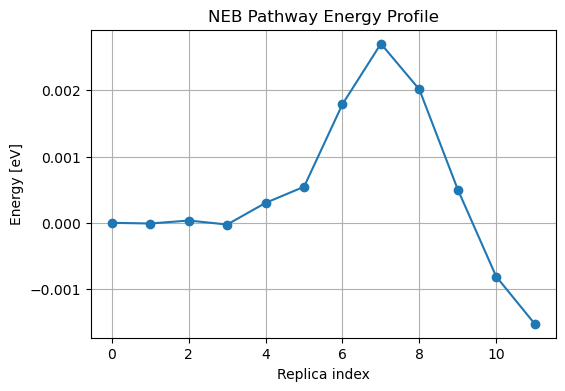 NEB Pathway Energy Profile
Energy [eV]
0.002
0.001
0.000
−0.001
0 2 4 6 8 10
Replica index